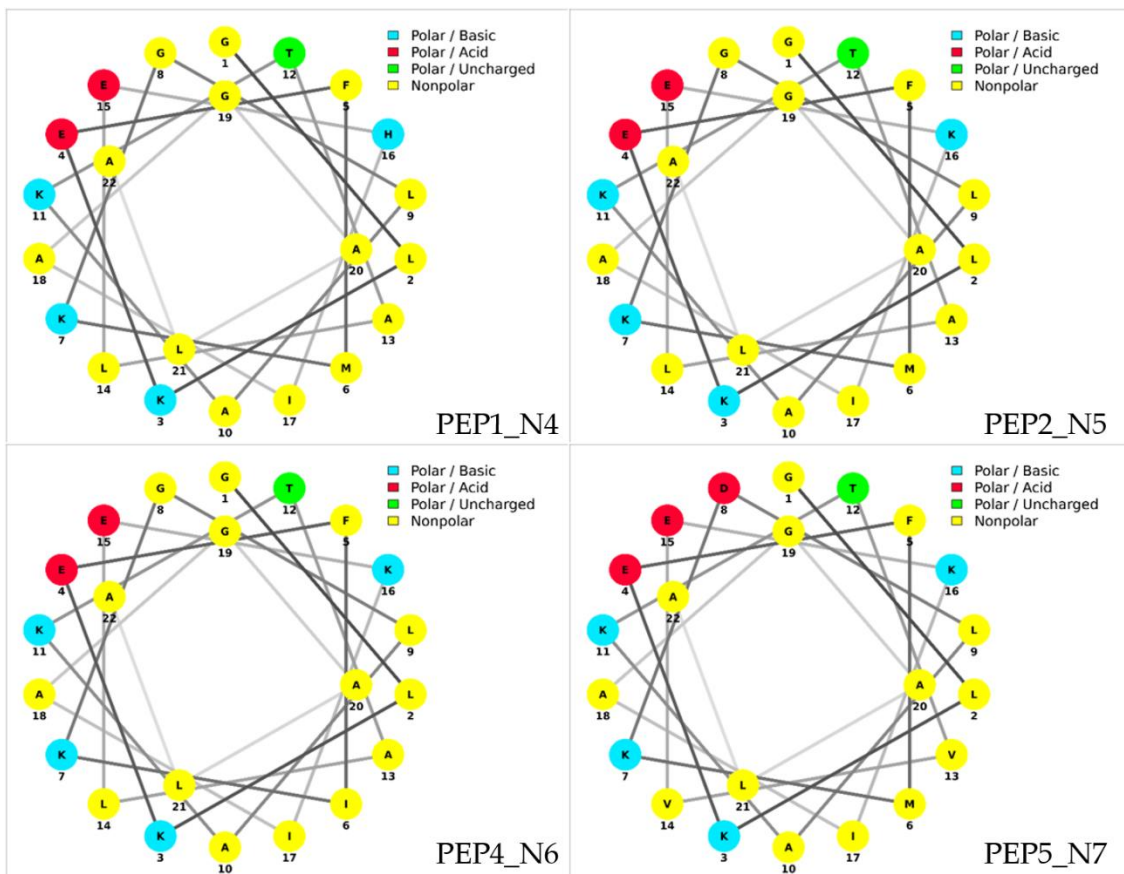 G
1
T
12
G
8
E
15
F
5
G
19
E
4
H
16
A
22
K
11
L
9
A
18
A
20
L
2
K
7
A
13
L
14
L
21
M
6
K
3
A
10
I
17
Polar / Basic
Polar / Acid
Polar / Uncharged
Nonpolar
PEP1_N4
G
1
T
12
G
8
E
15
F
5
G
19
E
4
K
16
A
22
K
11
L
9
A
18
A
20
L
2
K
7
A
13
L
14
L
21
M
6
K
3
A
10
I
17
Polar / Basic
Polar / Acid
Polar / Uncharged
Nonpolar
PEP2_N5
G
1
T
12
G
8
E
15
F
5
G
19
E
4
K
16
A
22
K
11
L
9
A
18
A
20
L
2
K
7
A
13
L
14
L
21
I
6
K
3
A
10
I
17
Polar / Basic
Polar / Acid
Polar / Uncharged
Nonpolar
PEP4_N6
G
1
T
12
D
8
E
15
F
5
G
19
E
4
K
16
A
22
K
11
L
9
A
18
A
20
L
2
K
7
V
13
V
14
L
21
M
6
K
3
A
10
I
17
Polar / Basic
Polar / Acid
Polar / Uncharged
Nonpolar
PEP5_N7